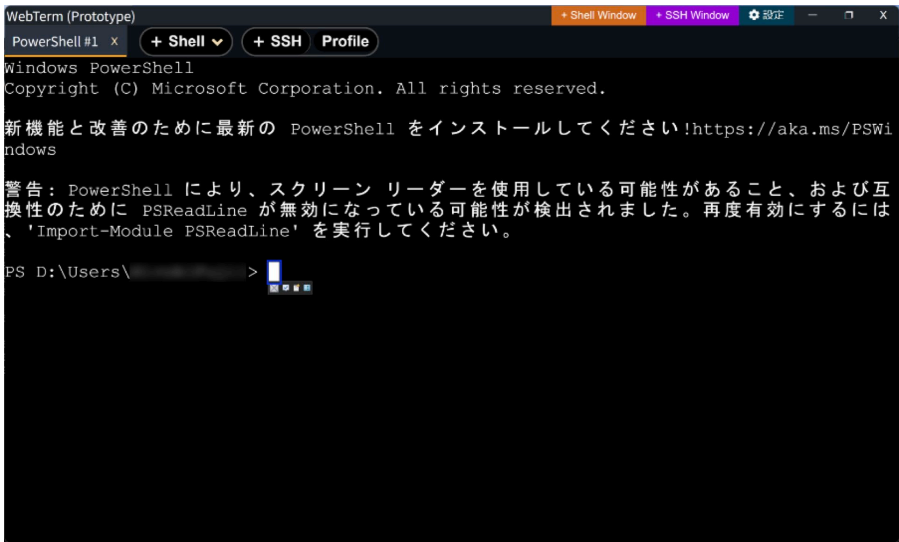 WebTerm (Prototype)
+ Shell Window
+ SSH Window
設定
X
PowerShell #1 X
+ Shell
+ SSH
Profile
Windows PowerShell
Copyright (C) Microsoft Corporation. All rights reserved.
新機能と改善のために最新の PowerShell をインストールしてください!https://aka.ms/PSWi
ndows
警告: PowerShell により、スクリーン リーダーを使用している可能性があること、および互
換性のために PSReadLine が無効になっている可能性が検出されました。再度有効にするには
、'Import-Module PSReadLine' を実行してください。
PS D:\Users\ >